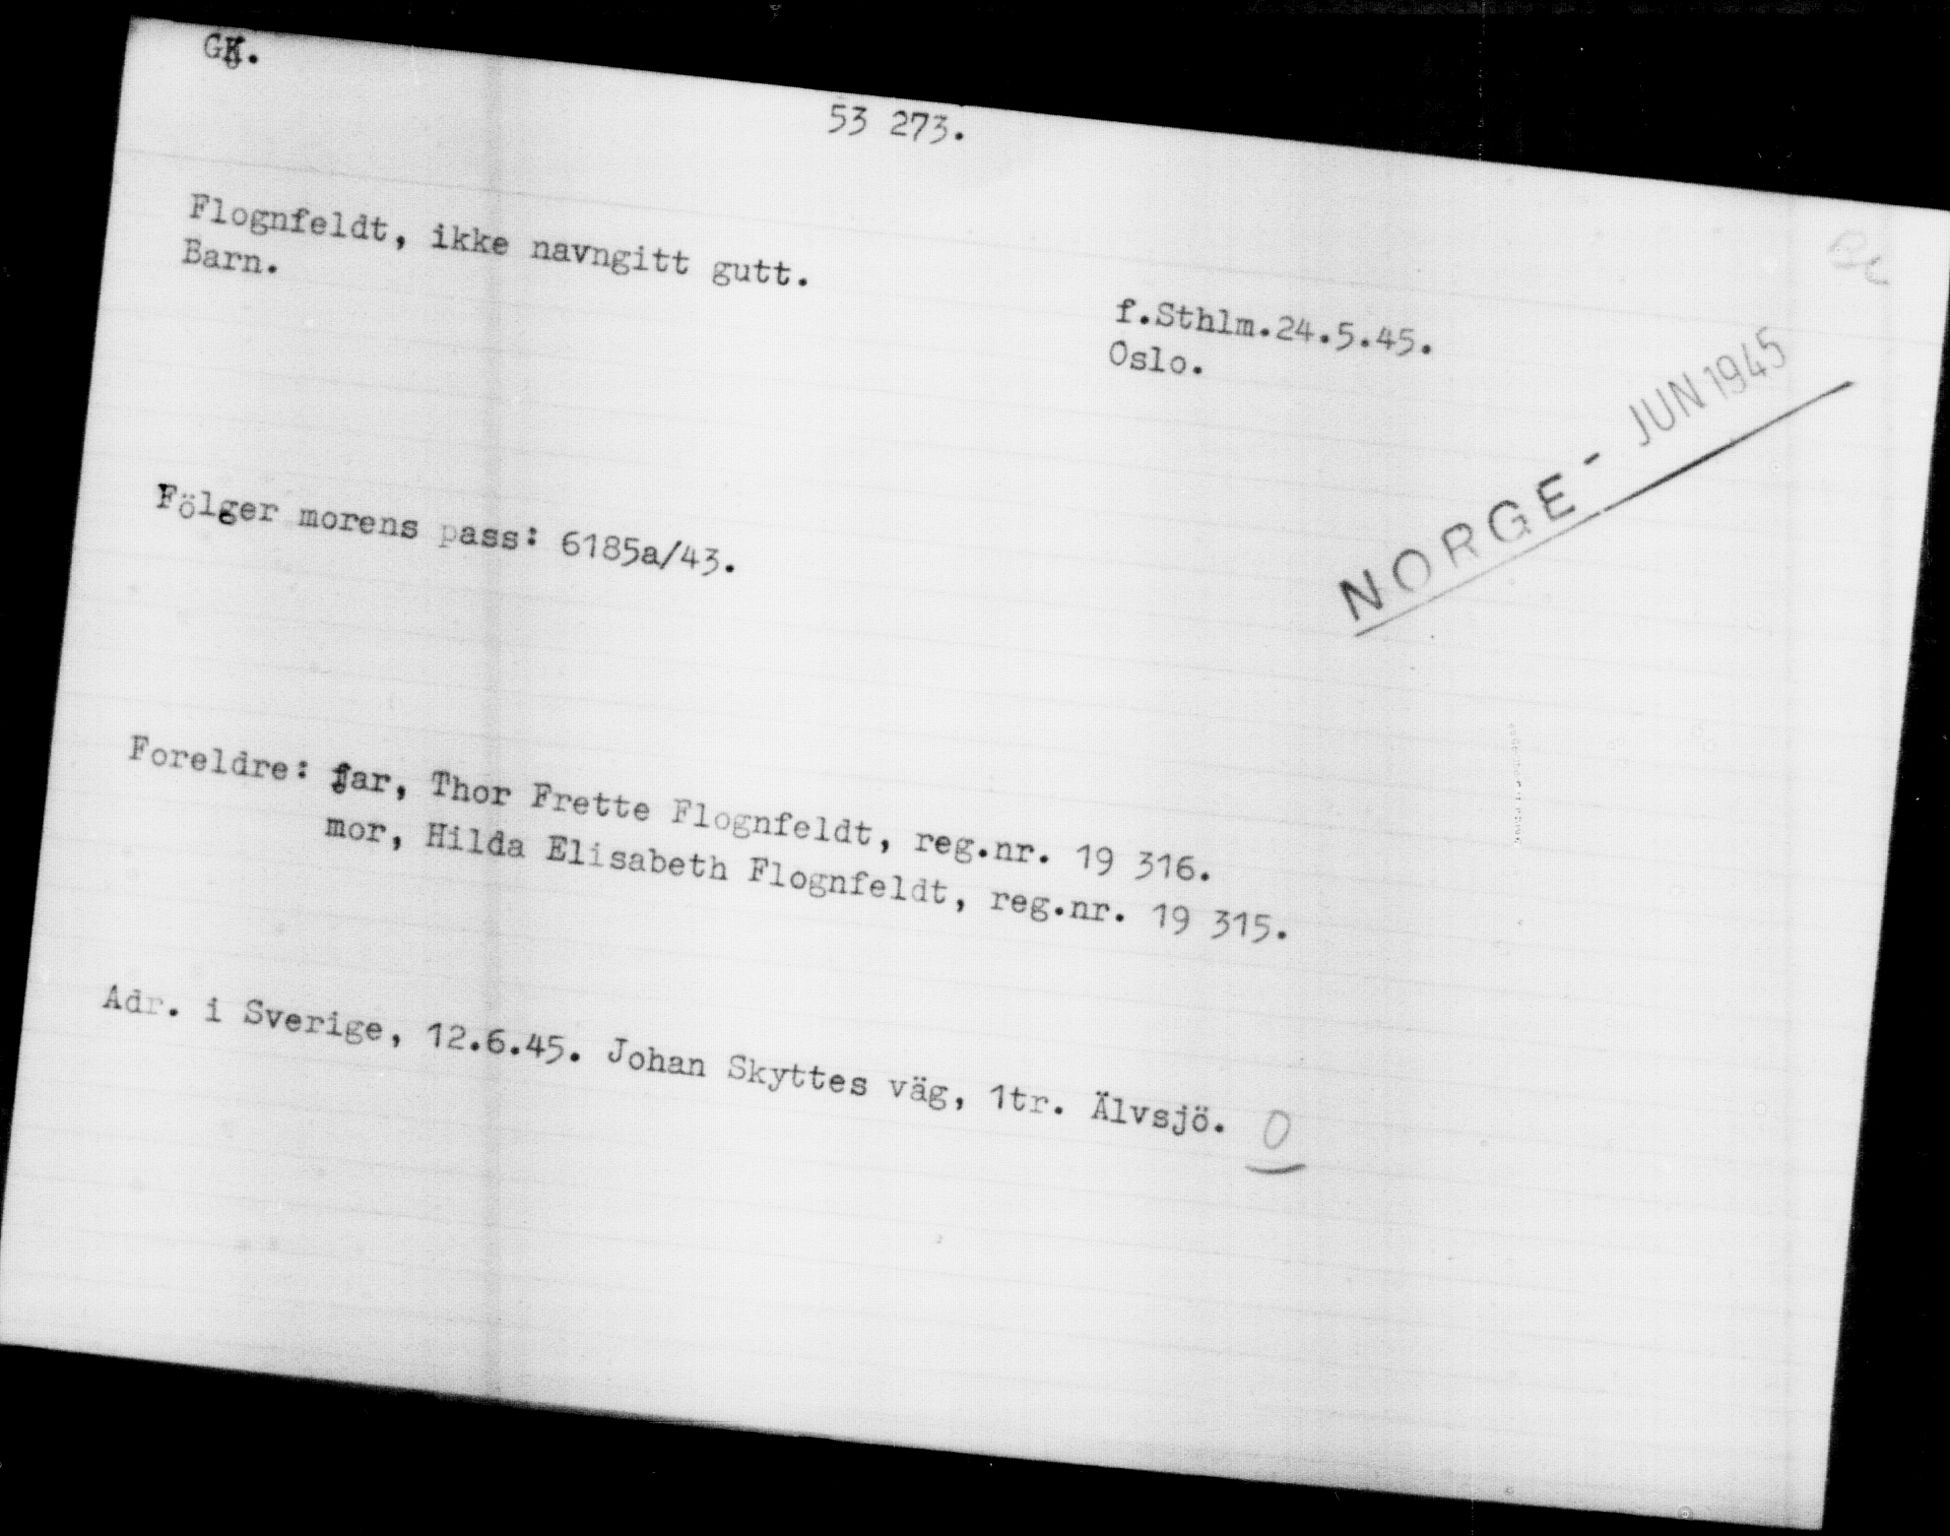 GK.
53 273.
Flognfeldt, ikke navngitt gutt.
Barn.
f.Sthlm.24.5.45.
Oslo.
NORGE - JUN 1945
Fölger morens pass: 6185a/43.
Foreldre: far, Thor Frette Flognfeldt, reg.nr. 19 316.
mor, Hilda Elisabeth Flognfeldt, reg.nr. 19 315.
Adr. i Sverige, 12.6.45. Johan Skyttes väg, 1tr. Älvsjö. O